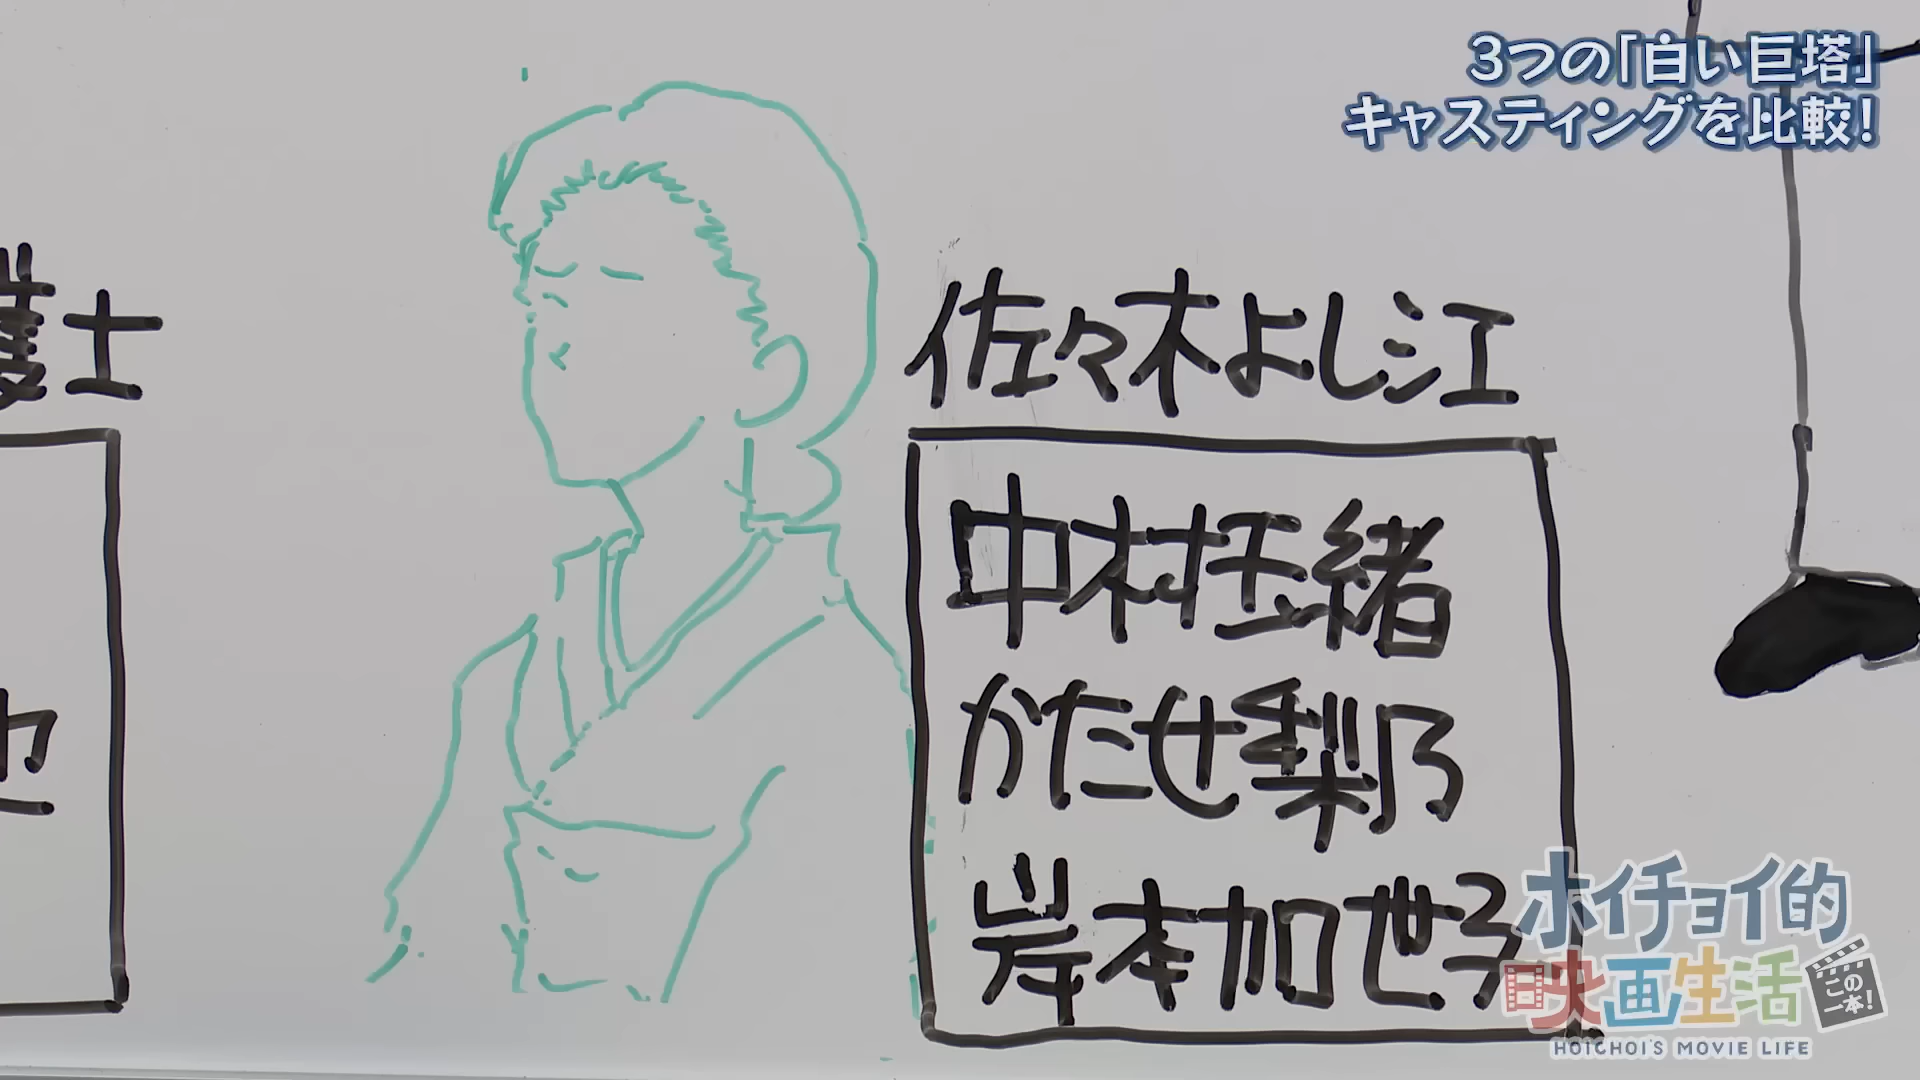 3つの「白い巨塔」
キャスティングを比較!
護士
佐々木よし江
中村玉緒
かたせ梨乃
岸本加世子
也
ホイチョイ的
映画生活
この
一本!
HOICHOI'S MOVIE LIFE